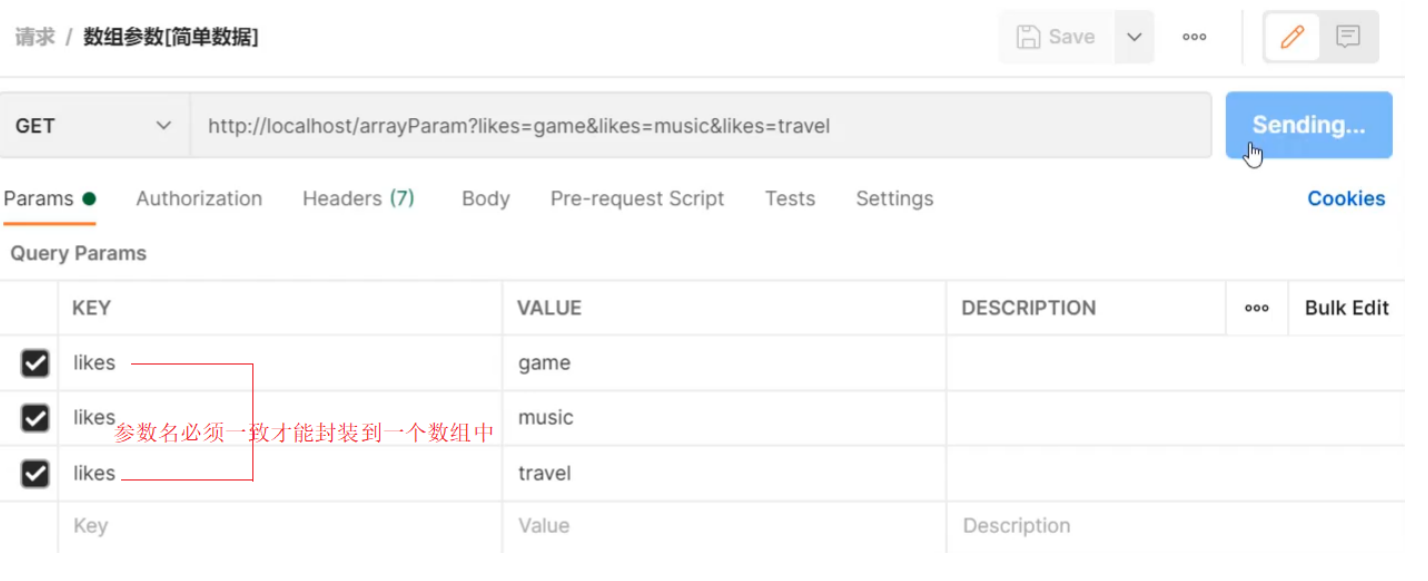 请求 / 数组参数[简单数据]
Save
GET
http://localhost/arrayParam?likes=game&likes=music&likes=travel
Sending...
Params Authorization Headers (7) Body Pre-request Script Tests Settings Cookies
Query Params
KEY VALUE DESCRIPTION ooo Bulk Edit
likes game
likes music
参数名必须一致才能封装到一个数组中
likes travel
Key Value Description